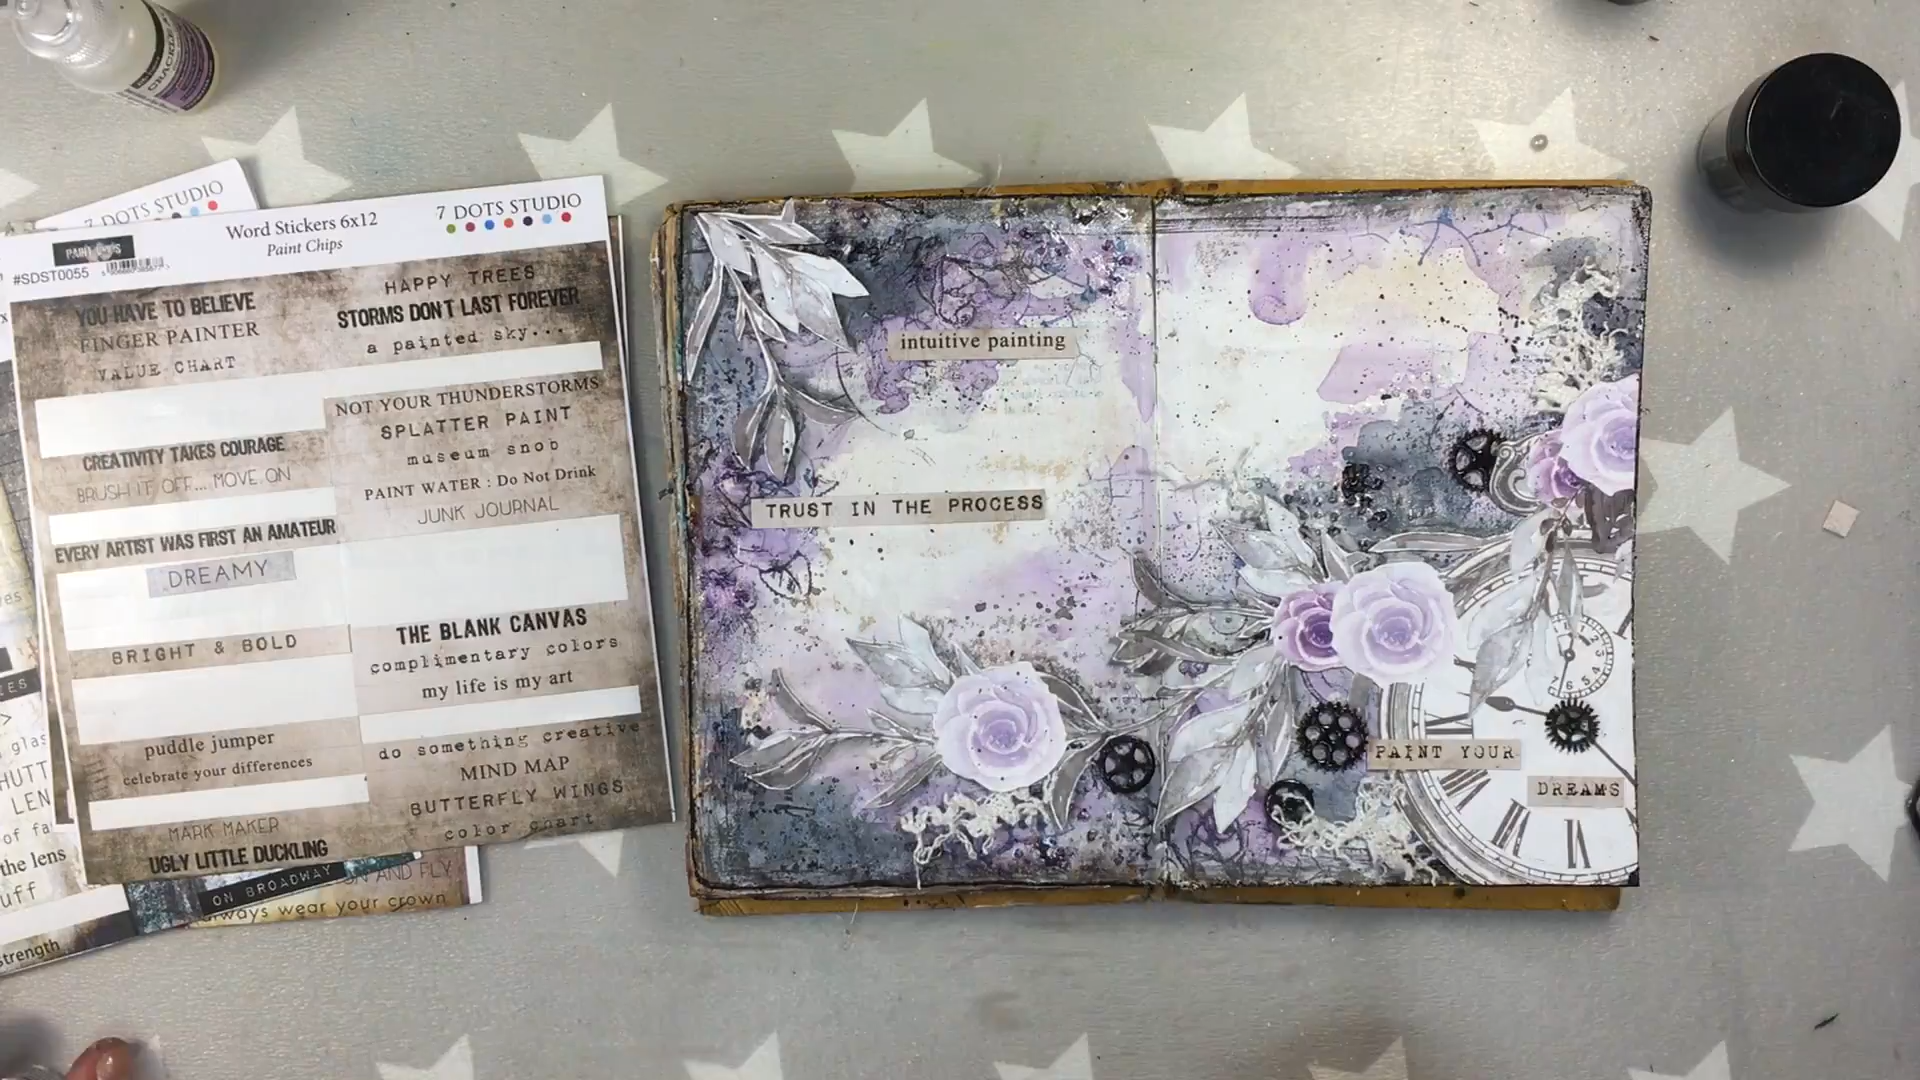 CRACKLE
7 DOTS STUDIO
Word Stickers 6x12
Paint Chips
7 DOTS STUDIO
#SDST0055
YOU HAVE TO BELIEVE
FINGER PAINTER
VALUE CHART
CREATIVITY TAKES COURAGE
BRUSH IT OFF... MOVE ON
EVERY ARTIST WAS FIRST AN AMATEUR
DREAMY
BRIGHT & BOLD
puddle jumper
celebrate your differences
MARK MAKER
UGLY LITTLE DUCKLING
HAPPY TREES
STORMS DON'T LAST FOREVER
a painted sky...
NOT YOUR THUNDERSTORMS
SPLATTER PAINT
museum snob
PAINT WATER : Do Not Drink
JUNK JOURNAL
THE BLANK CANVAS
complimentary colors
my life is my art
do something creative
MIND MAP
BUTTERFLY WINGS
color chart
the lens
strength
ON BROADWAY
AND FLY
always wear your crown
intuitive painting
TRUST IN THE PROCESS
PAINT YOUR
DREAMS